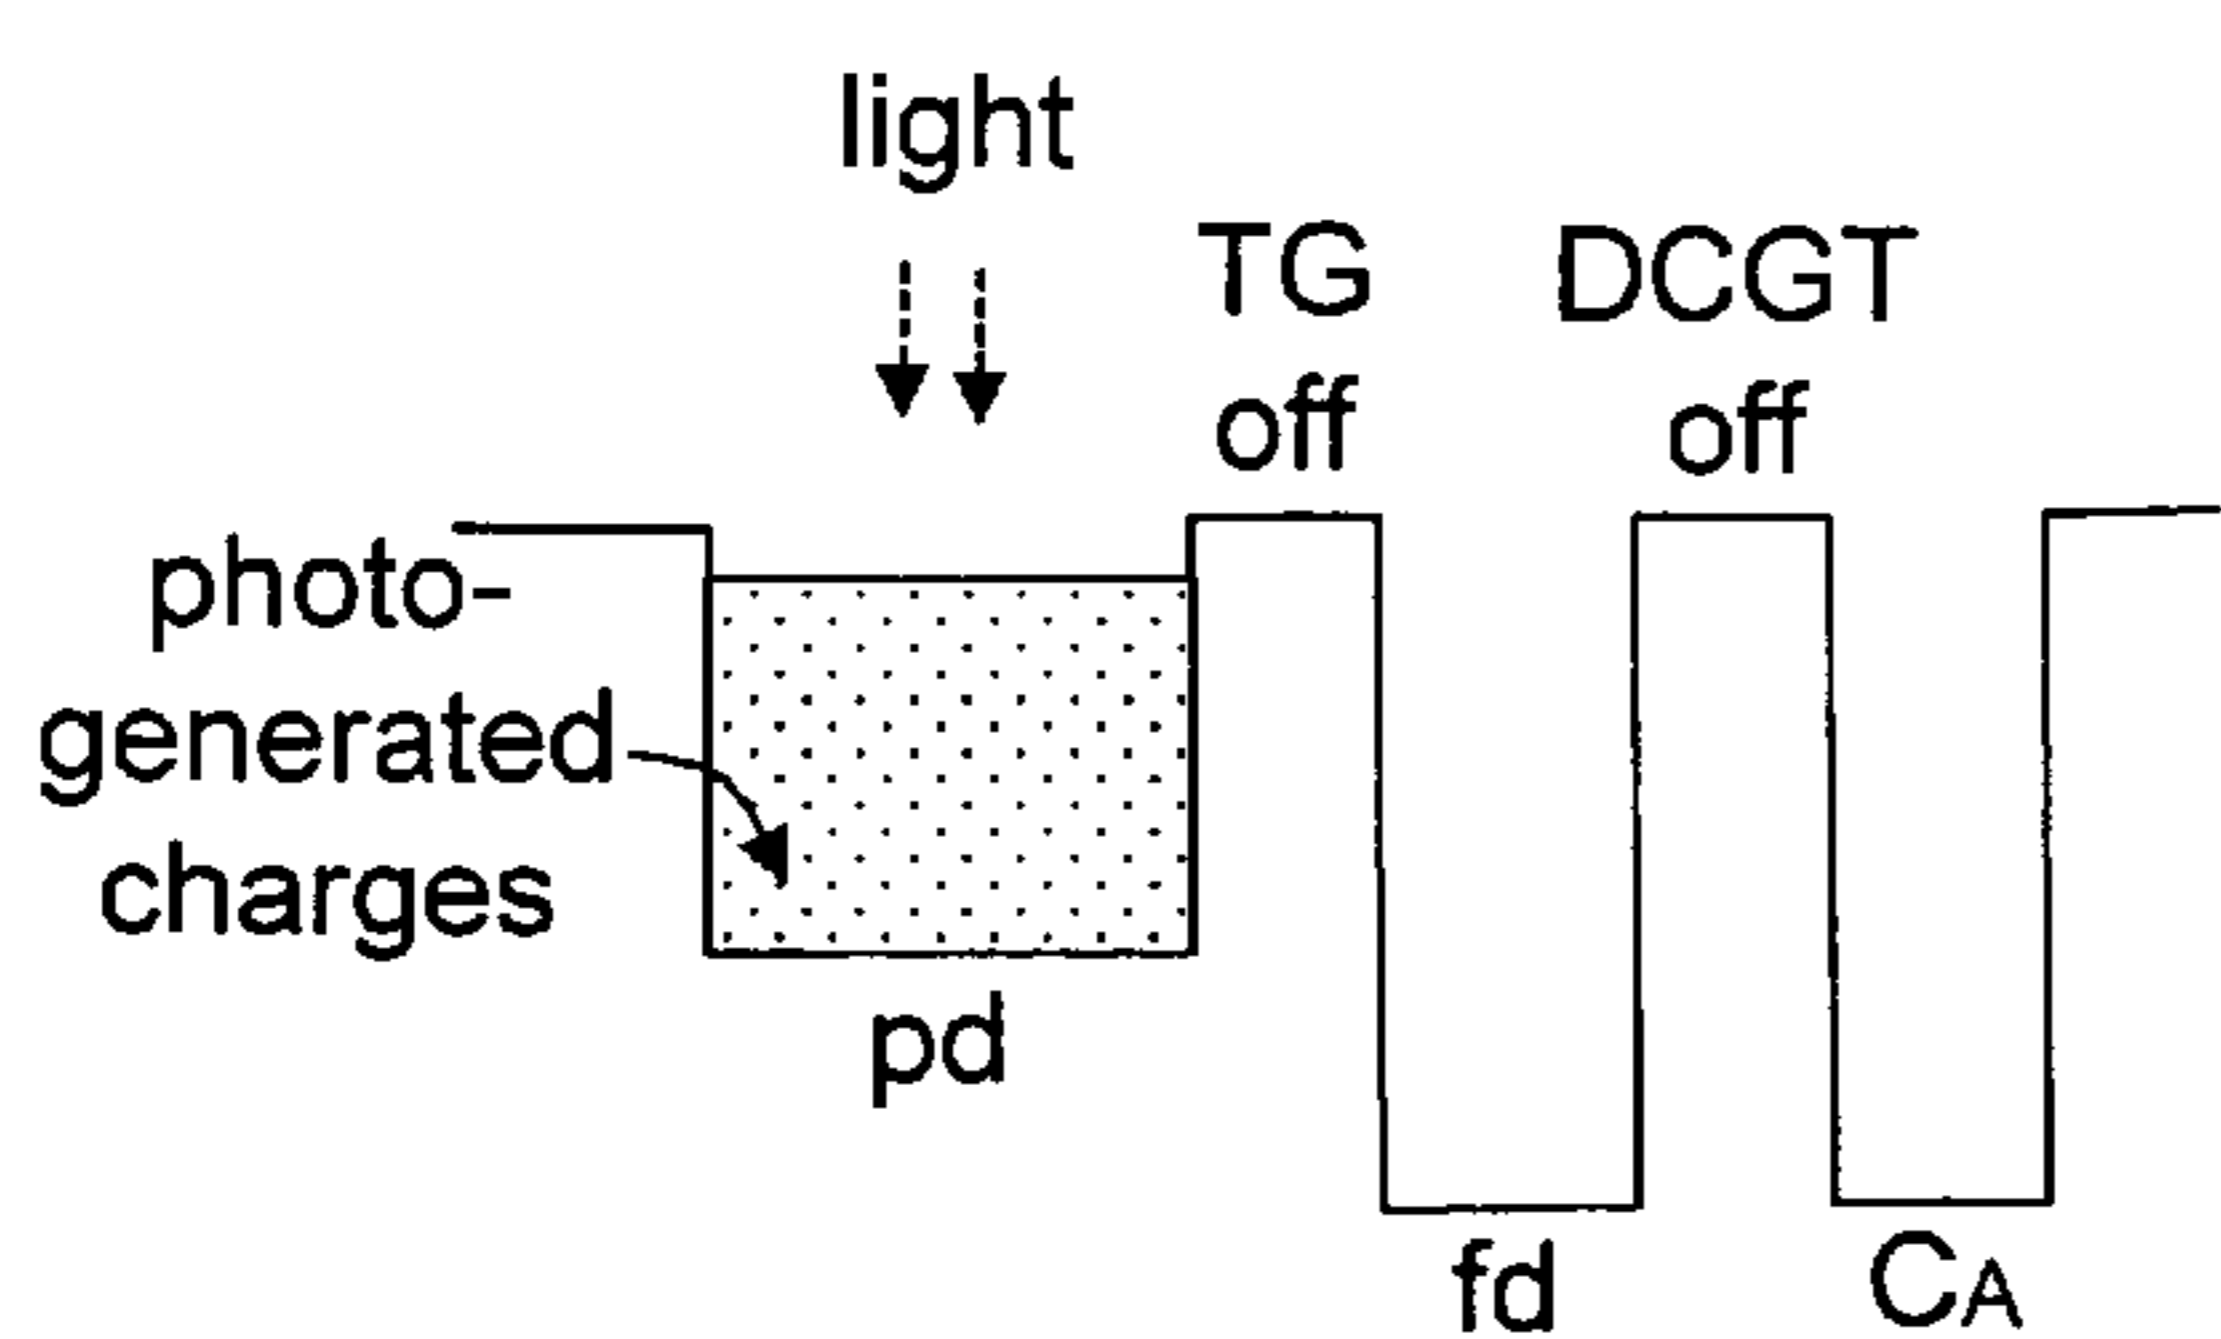 light
TG
off
DCGT
off
photo-
generated
charges
pd
fd
CA